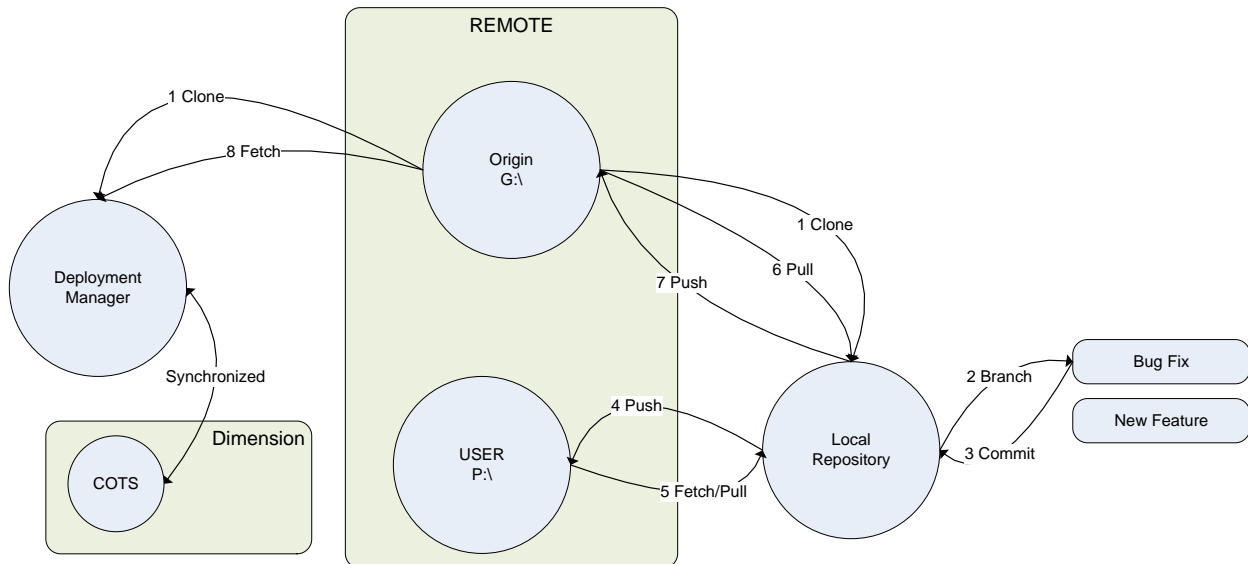 REMOTE
1 Clone
8 Fetch
Origin
G:\
1 Clone
6 Pull
7 Push
Deployment
Manager
Synchronized
Dimension
COTS
USER
P:\
4 Push
5 Fetch/Pull
Local
Repository
2 Branch
3 Commit
Bug Fix
New Feature